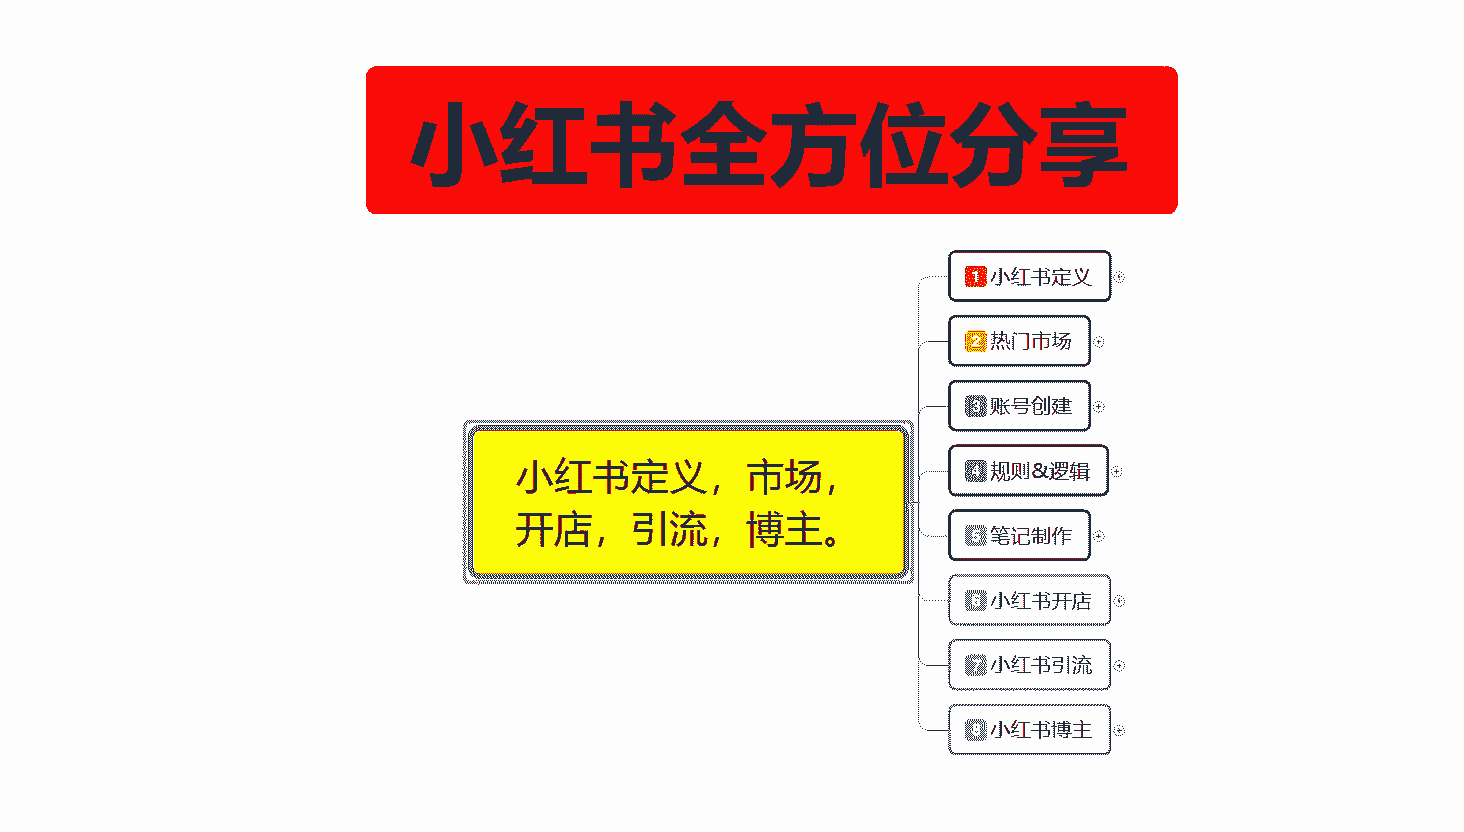 小红书全方位分享
1 小红书定义
2 热门市场
3 账号创建
4 规则&逻辑
小红书定义，市场，
开店，引流，博主。
5 笔记制作
6 小红书开店
7 小红书引流
8 小红书博主